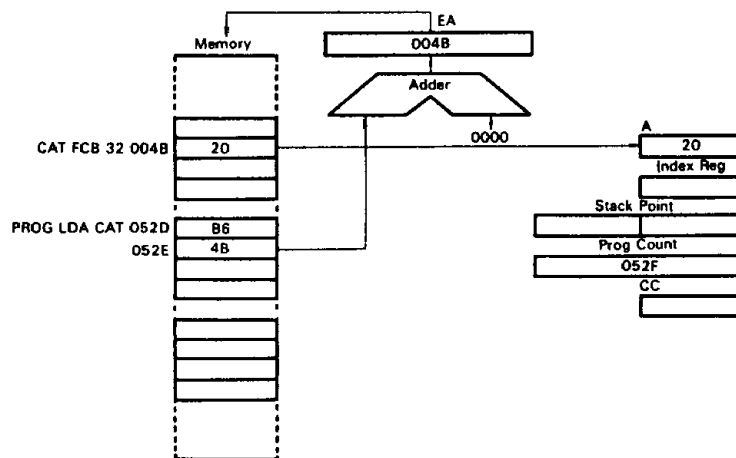 EA
Memory
004B
Adder
A
CAT FCB 32 004B
20
0000
20
Index Reg
Stack Point
PROG LDA CAT 052D
B6
Prog Count
052E
4B
052F
CC